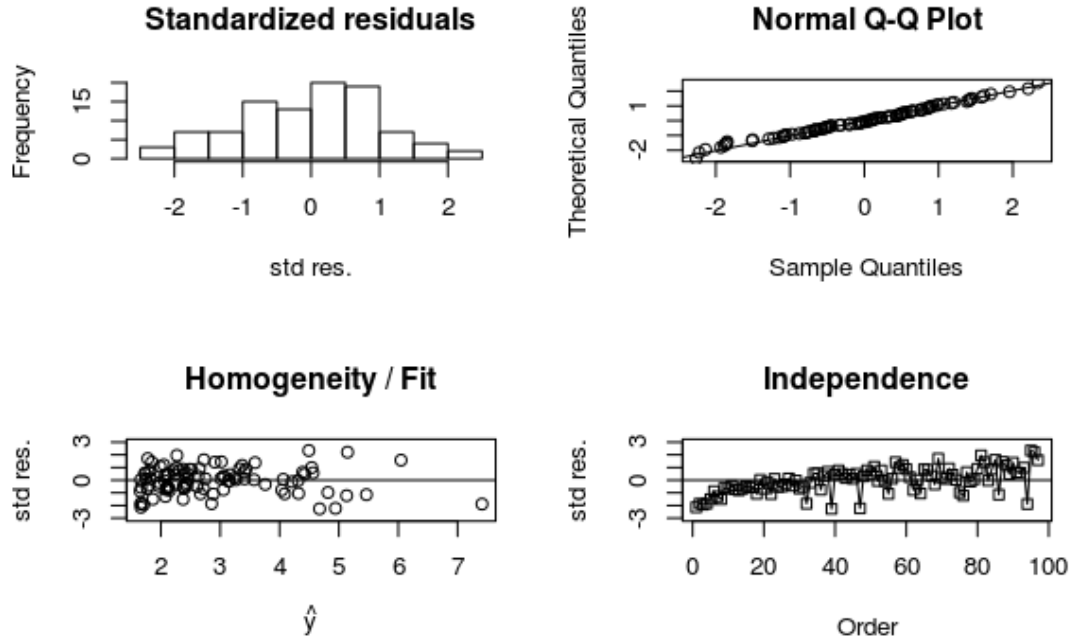 Standardized residuals
Frequency
15
0
-2 -1 0 1 2
std res.
Normal Q-Q Plot
Theoretical Quantiles
1
-2
-2 -1 0 1 2
Sample Quantiles
Homogeneity / Fit
std res.
3
0
-3
2 3 4 5 6 7
ŷ
Independence
std res.
3
0
-3
0 20 40 60 80 100
Order